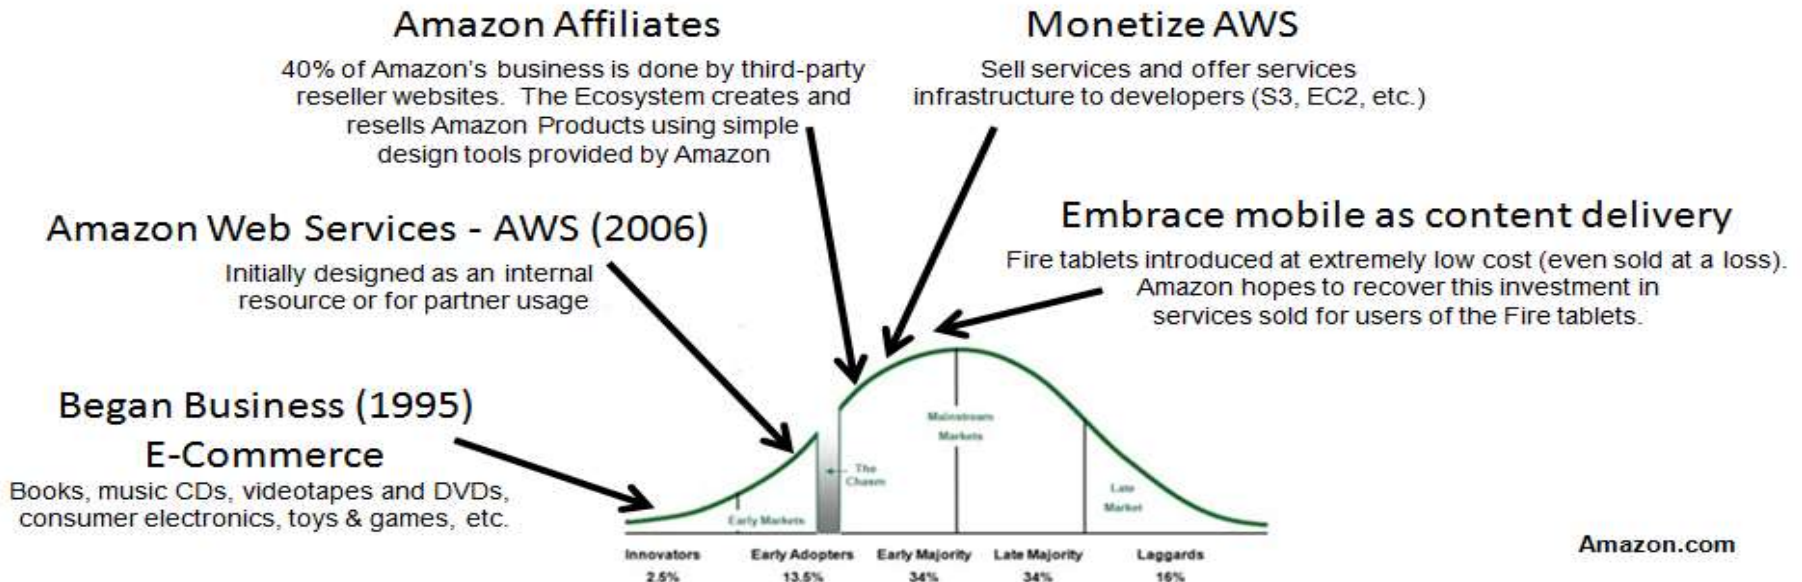 Amazon Affiliates
40% of Amazon's business is done by third-party
reseller websites.  The Ecosystem creates and
resells Amazon Products using simple
design tools provided by Amazon
Monetize AWS
Sell services and offer services
infrastructure to developers (S3, EC2, etc.)
Amazon Web Services - AWS (2006)
Initially designed as an internal
resource or for partner usage
Embrace mobile as content delivery
Fire tablets introduced at extremely low cost (even sold at a loss).
Amazon hopes to recover this investment in
services sold for users of the Fire tablets.
Began Business (1995)
E-Commerce
Books, music CDs, videotapes and DVDs,
consumer electronics, toys & games, etc.
Early Markets
The
Chasm
Mainstream
Markets
Late
Market
Innovators
2.5%
Early Adopters
13.5%
Early Majority
34%
Late Majority
34%
Laggards
16%
Amazon.com